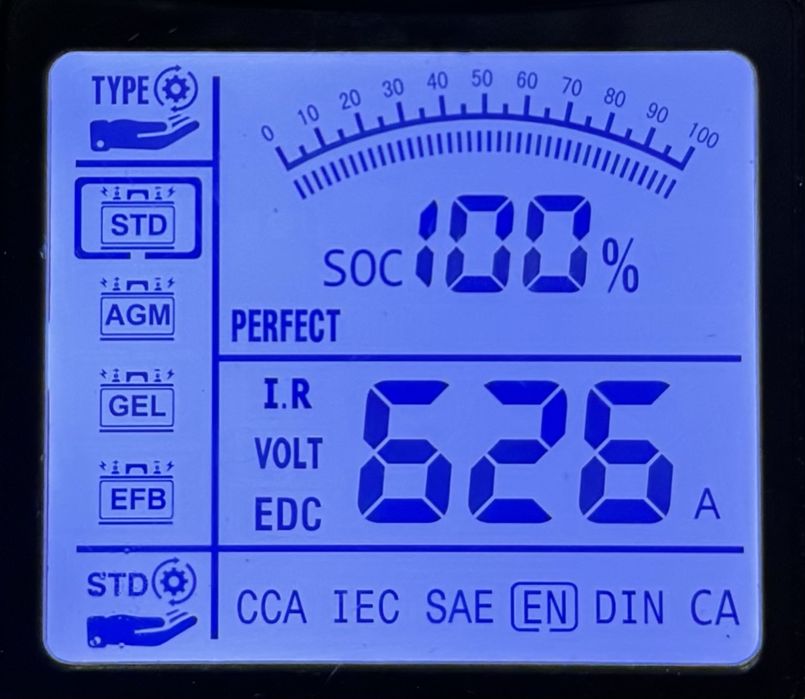 TYPE
0 10 20 30 40 50 60 70 80 90 100
STD
SOC 100 %
AGM
PERFECT
GEL
I.R
VOLT
626 A
EFB
EDC
STD
CCA IEC SAE EN DIN CA